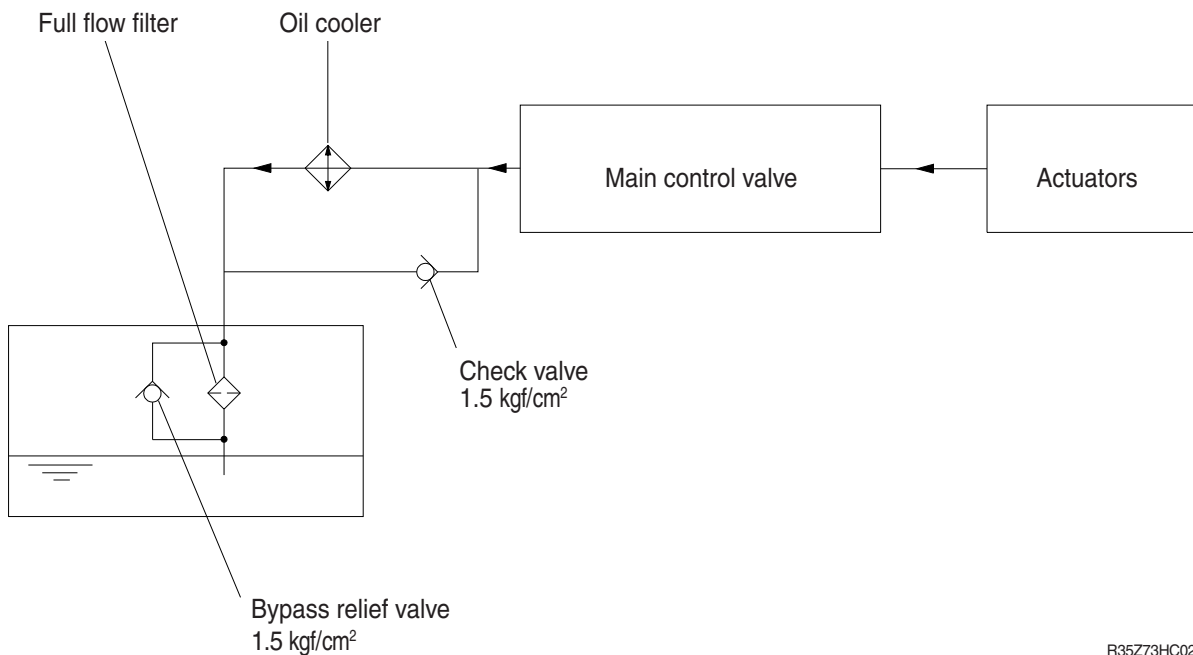 Full flow filter
Oil cooler
Main control valve
Actuators
Check valve
1.5 kgf/cm²
Bypass relief valve
1.5 kgf/cm²
R35Z73HC02